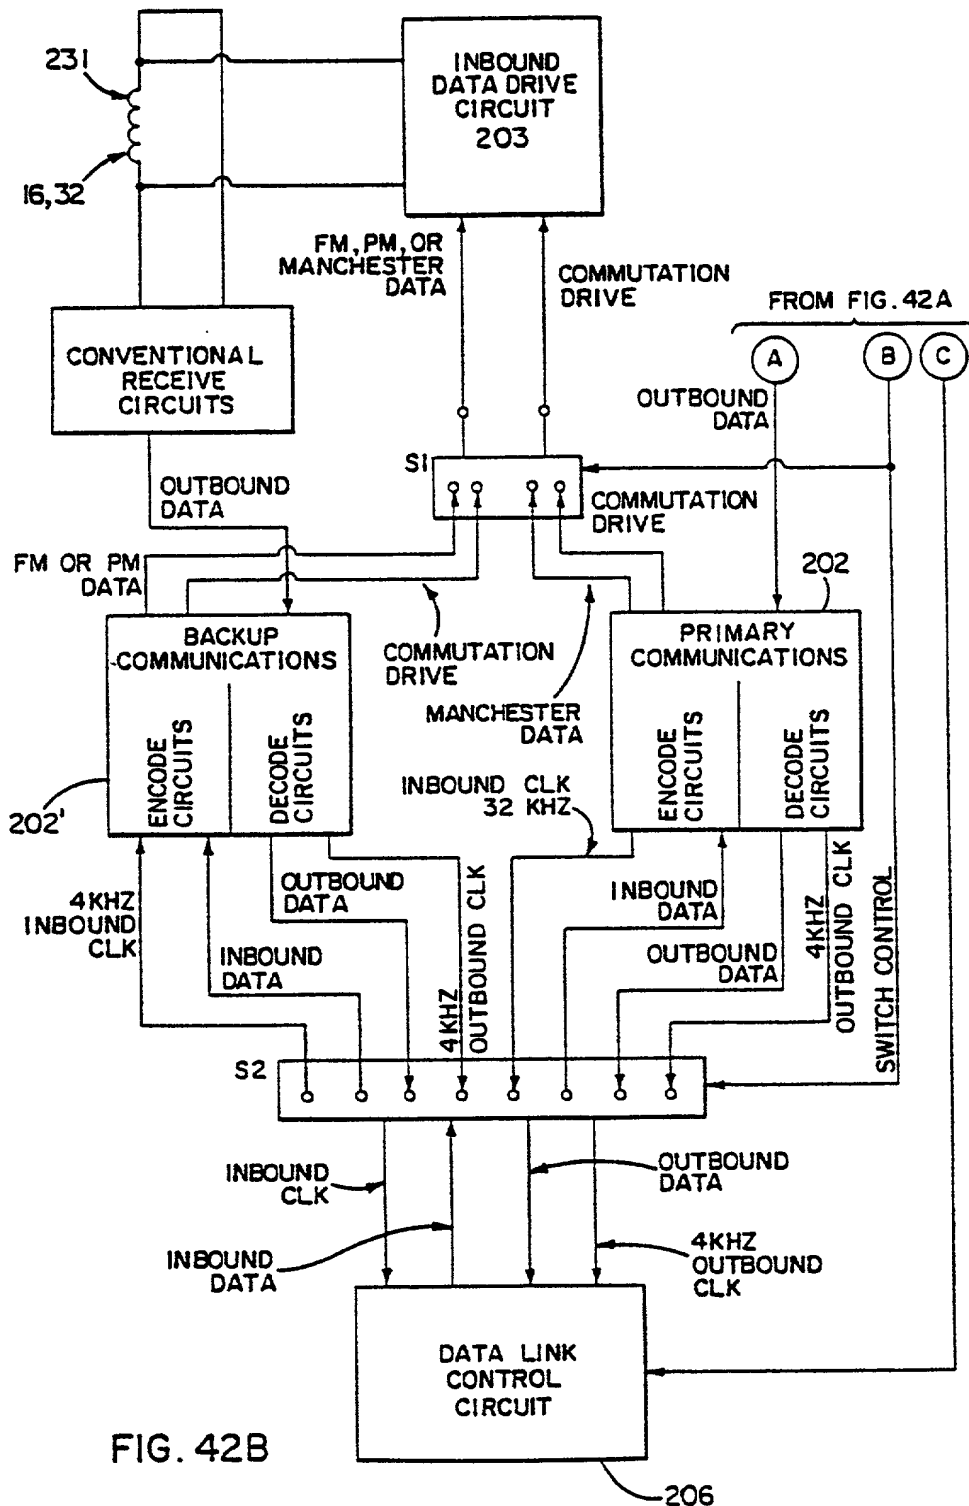 231
16,32
INBOUND
DATA DRIVE
CIRCUIT
203
FM, PM, OR
MANCHESTER
DATA
COMMUTATION
DRIVE
FROM FIG. 42A
A
B
C
CONVENTIONAL
RECEIVE
CIRCUITS
OUTBOUND
DATA
S1
OUTBOUND
DATA
COMMUTATION
DRIVE
FM OR PM
DATA
202
BACKUP
COMMUNICATIONS
ENCODE
CIRCUITS
DECODE
CIRCUITS
202'
COMMUTATION
DRIVE
MANCHESTER
DATA
PRIMARY
COMMUNICATIONS
ENCODE
CIRCUITS
DECODE
CIRCUITS
INBOUND CLK
32 KHZ
4KHZ
INBOUND
CLK
INBOUND
DATA
OUTBOUND
DATA
4KHZ
OUTBOUND CLK
INBOUND
DATA
OUTBOUND
DATA
4KHZ
OUTBOUND CLK
SWITCH CONTROL
S2
INBOUND
CLK
INBOUND
DATA
OUTBOUND
DATA
4KHZ
OUTBOUND
CLK
DATA LINK
CONTROL
CIRCUIT
FIG. 42B
206